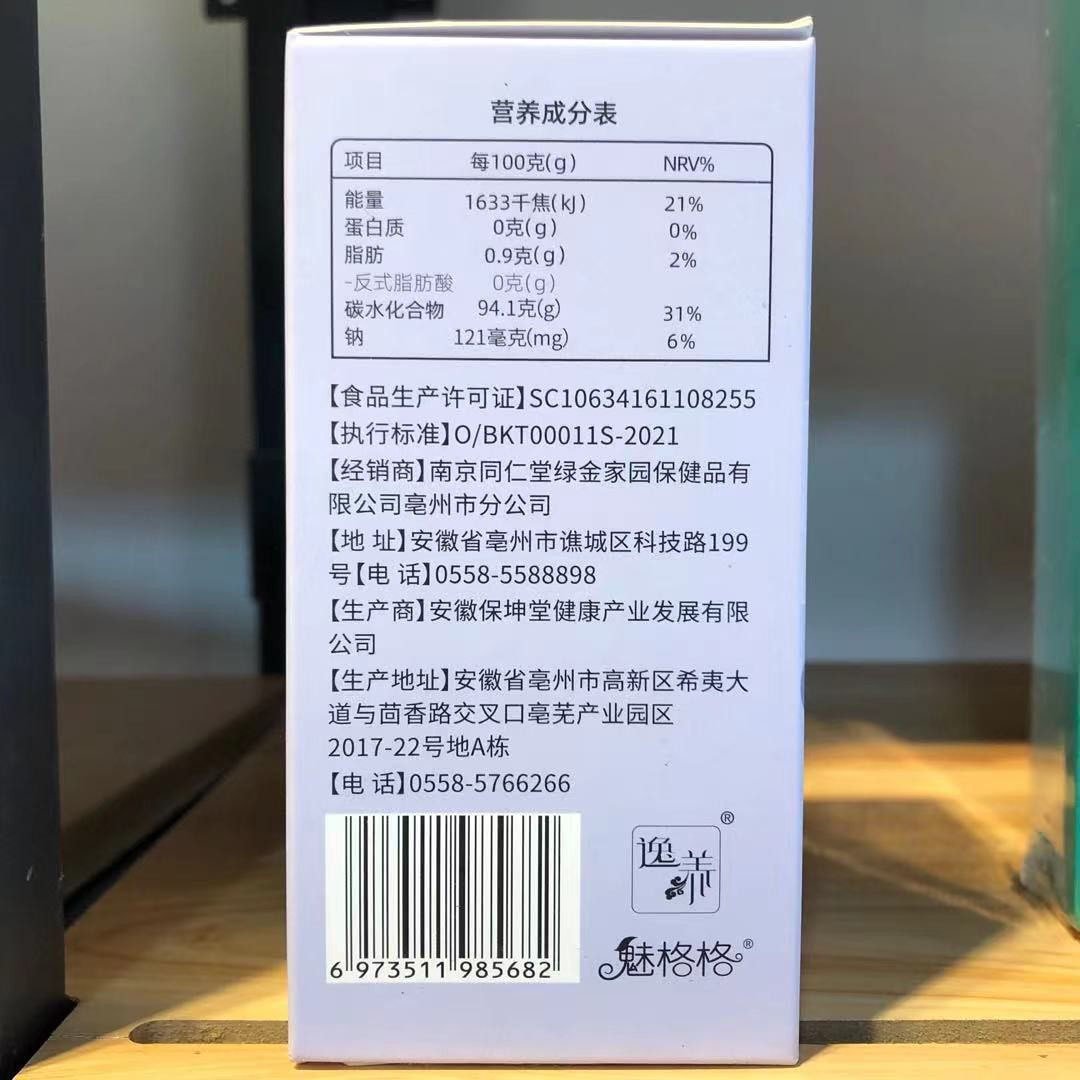 营养成分表
项目 每100克(g) NRV%
能量 1633千焦(kJ) 21%
蛋白质 0克(g) 0%
脂肪 0.9克(g) 2%
-反式脂肪酸 0克(g)
碳水化合物 94.1克(g) 31%
钠 121毫克(mg) 6%
【食品生产许可证】SC10634161108255
【执行标准】Q/BKT00011S-2021
【经销商】南京同仁堂绿金家园保健品有
限公司亳州市分公司
【地 址】安徽省亳州市谯城区科技路199
号【电 话】0558-5588898
【生产商】安徽保坤堂健康产业发展有限
公司
【生产地址】安徽省亳州市高新区希夷大
道与茴香路交叉口亳芜产业园区
2017-22号地A栋
【电 话】0558-5766266
6 973511 985682
逸养®
魅格格®